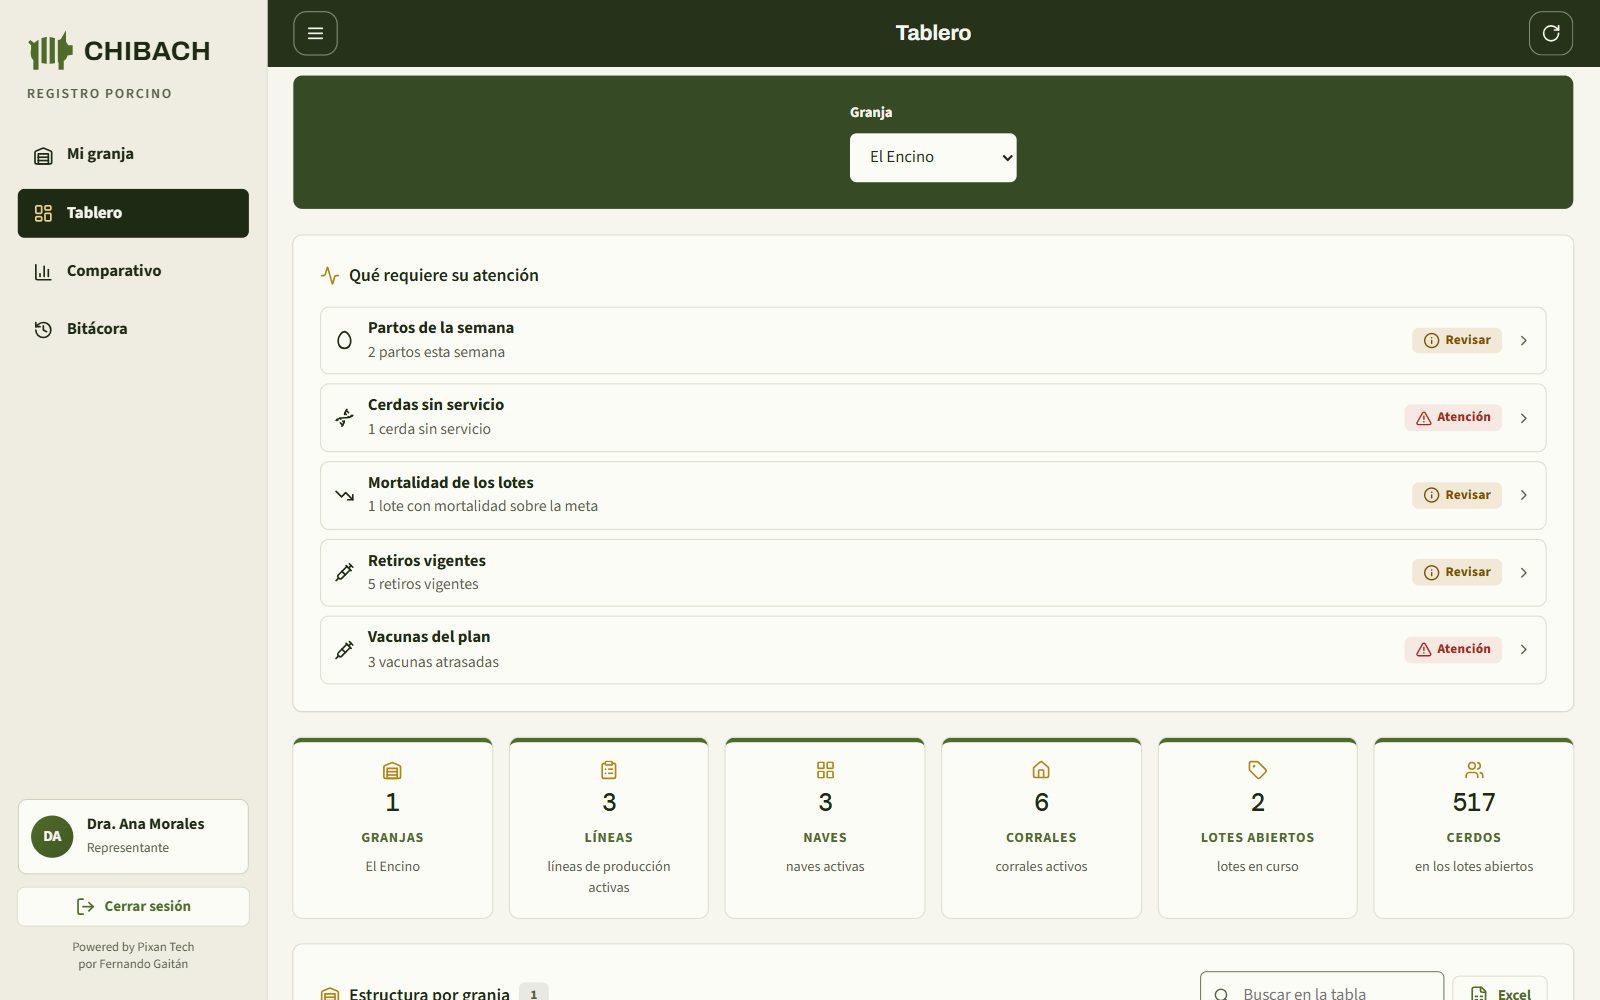 CHIBACH
REGISTRO PORCINO
Mi granja
Tablero
Comparativo
Bitácora
DA
Dra. Ana Morales
Representante
Cerrar sesión
Powered by Pixan Tech
por Fernando Gaitán
Tablero
Granja
El Encino
Qué requiere su atención
Partos de la semana
2 partos esta semana
Revisar
Cerdas sin servicio
1 cerda sin servicio
Atención
Mortalidad de los lotes
1 lote con mortalidad sobre la meta
Revisar
Retiros vigentes
5 retiros vigentes
Revisar
Vacunas del plan
3 vacunas atrasadas
Atención
1
GRANJAS
El Encino
3
LÍNEAS
líneas de producción
activas
3
NAVES
naves activas
6
CORRALES
corrales activos
2
LOTES ABIERTOS
lotes en curso
517
CERDOS
en los lotes abiertos
Estructura por granja 1
Buscar en la tabla
Excel